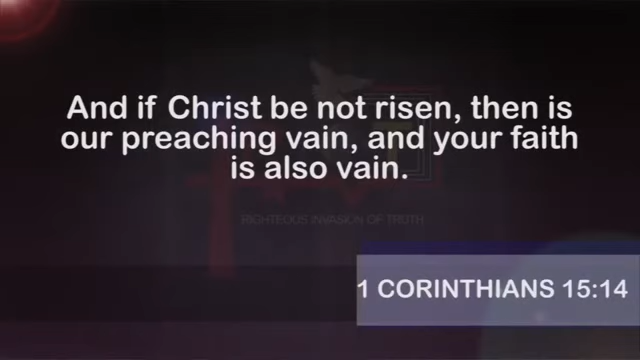 And if Christ be not risen, then is
our preaching vain, and your faith
is also vain.
RIGHTEOUS INVASION OF TRUTH
1 CORINTHIANS 15:14